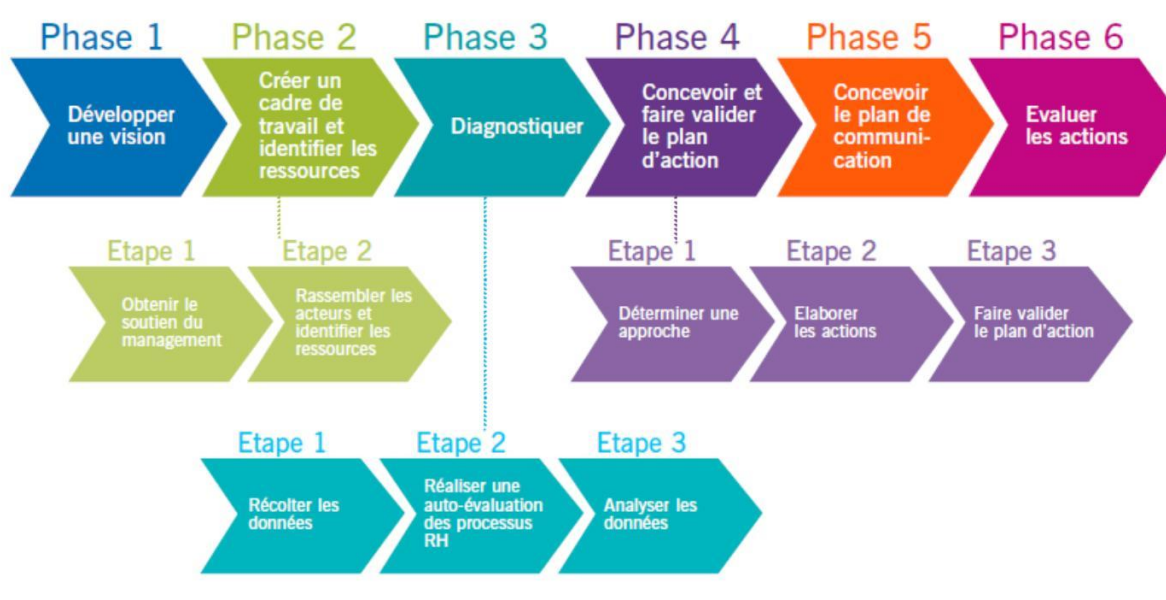 Phase 1
Développer
une vision
Phase 2
Créer un
cadre de
travail et
identifier les
ressources
Phase 3
Diagnostiquer
Phase 4
Concevoir et
faire valider
le plan
d'action
Phase 5
Concevoir
le plan de
communi-
cation
Phase 6
Evaluer
les actions
Etape 1
Obtenir le
soutien du
management
Etape 2
Rassembler les
acteurs et
identifier les
ressources
Etape 1
Déterminer une
approche
Etape 2
Elaborer
les actions
Etape 3
Faire valider
le plan d'action
Etape 1
Récolter les
données
Etape 2
Réaliser une
auto-évaluation
des processus
RH
Etape 3
Analyser les
données